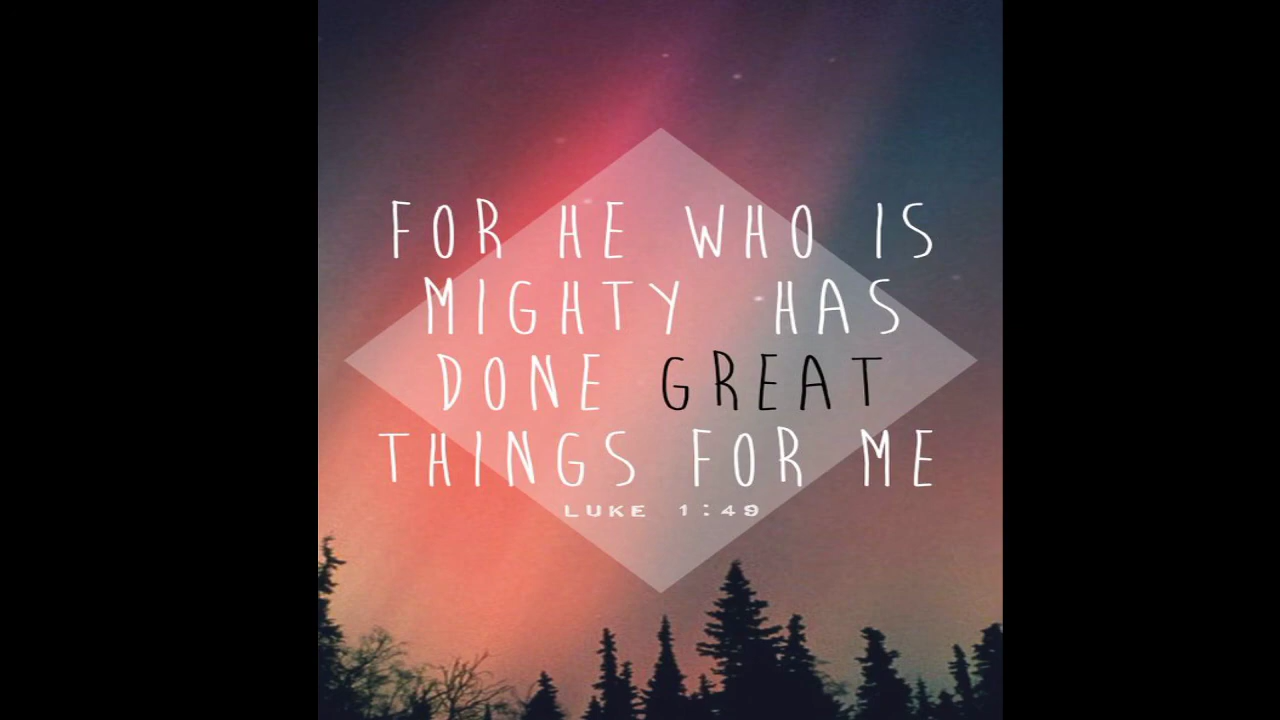 FOR HE WHO IS
MIGHTY HAS
DONE GREAT
THINGS FOR ME
LUKE 1:49